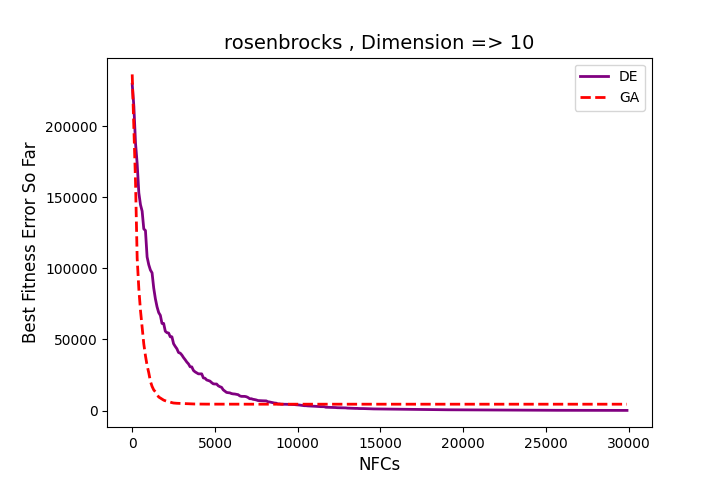 rosenbrocks , Dimension => 10
DE
GA
Best Fitness Error So Far
200000
150000
100000
50000
0
0 5000 10000 15000 20000 25000 30000
NFCs